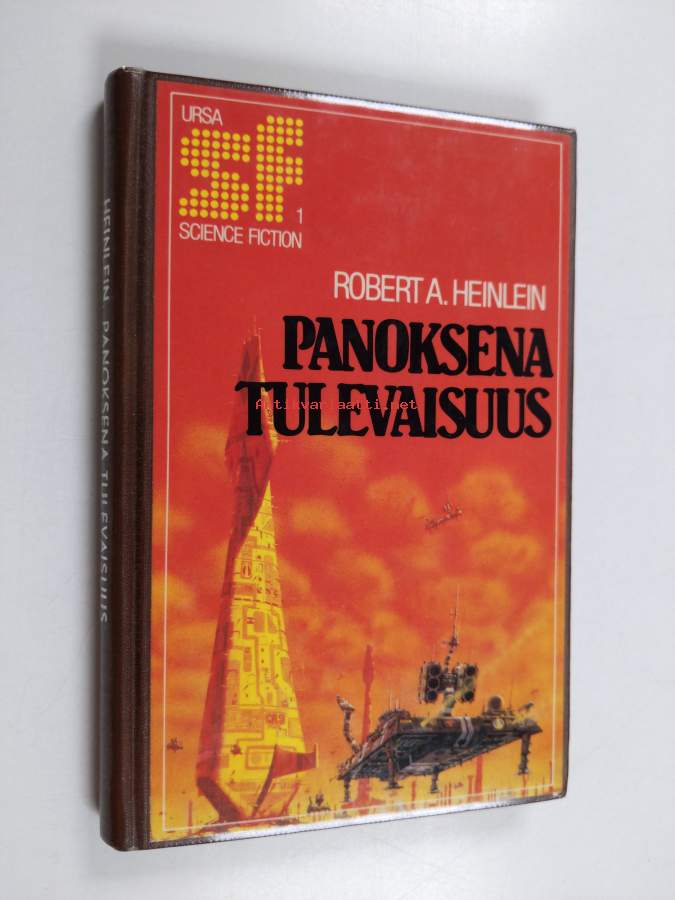 URSA
sf 1
SCIENCE FICTION
ROBERT A. HEINLEIN
PANOKSENA
TULEVAISUUS
Antikvariaatti.net
HEINLEIN PANOKSENA TULEVAISUUS